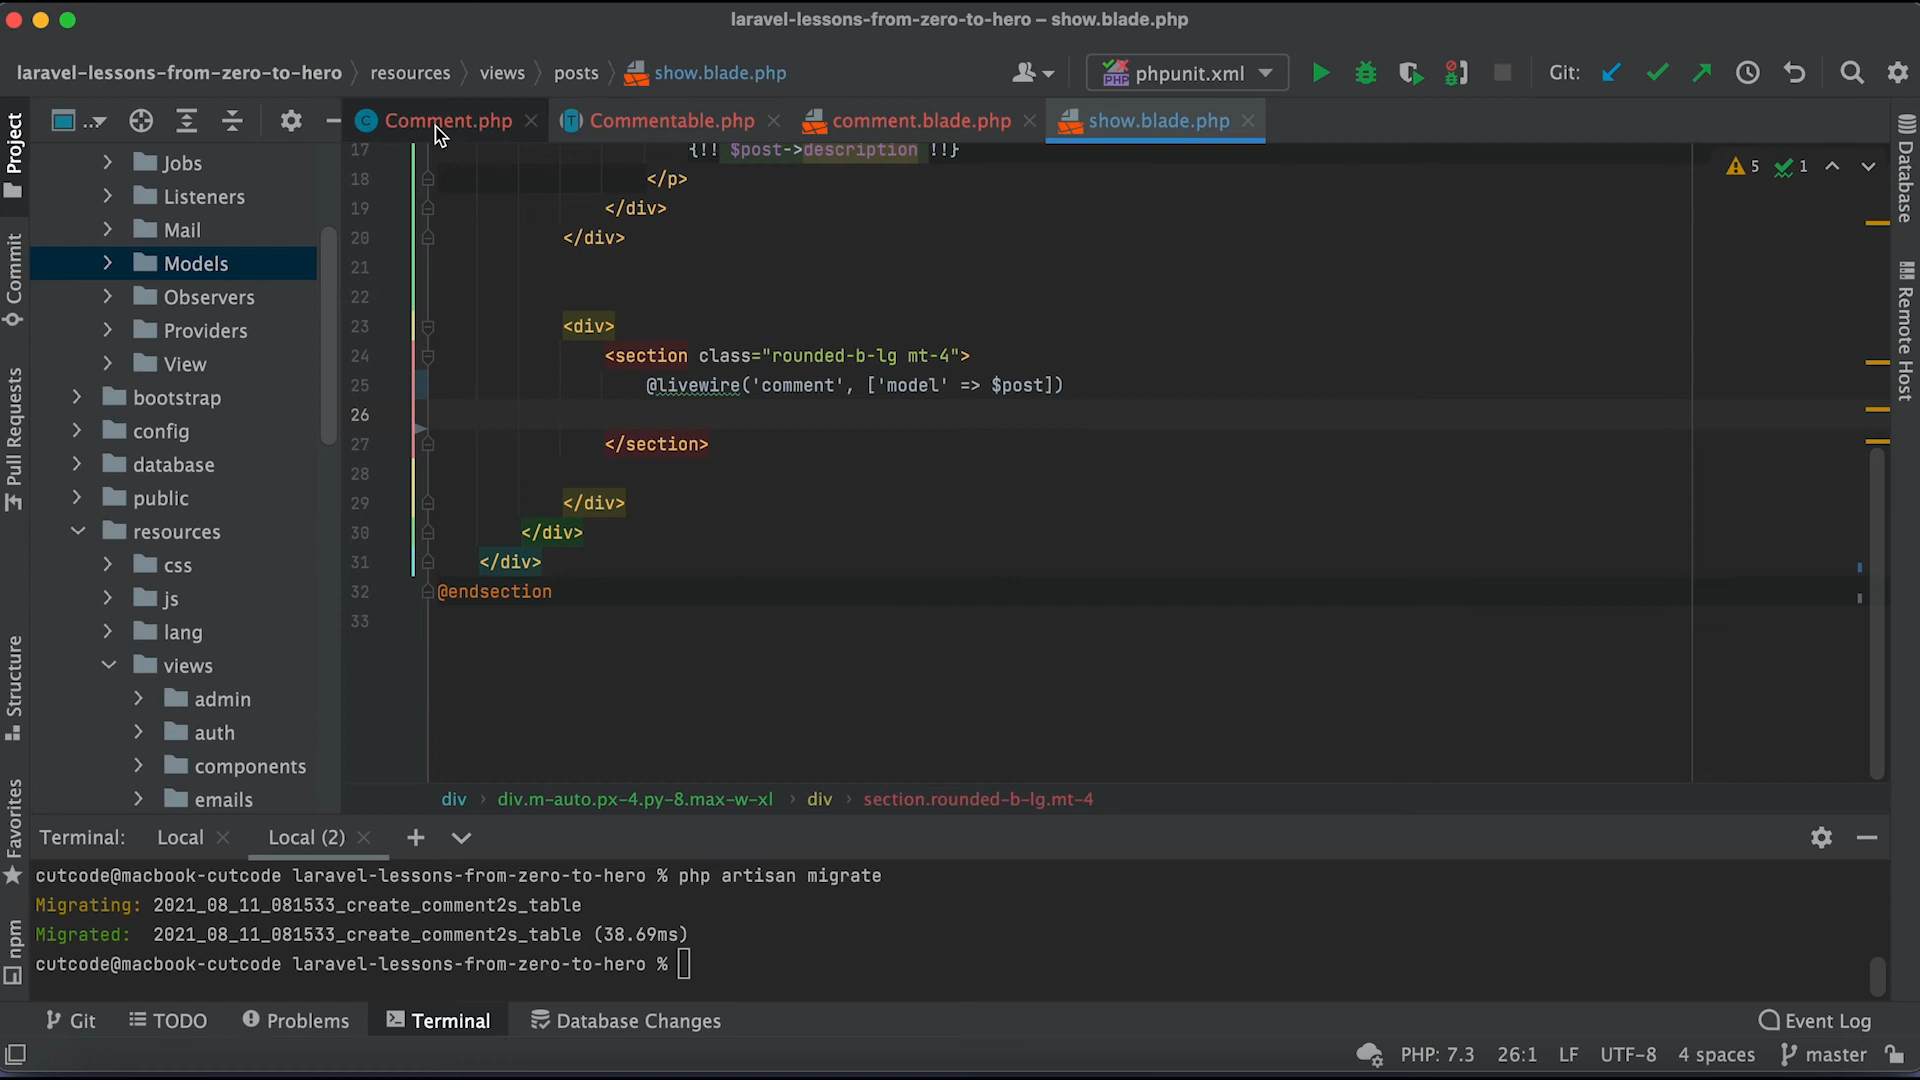 laravel-lessons-from-zero-to-hero – show.blade.php
laravel-lessons-from-zero-to-hero 〉 resources 〉 views 〉 posts 〉 show.blade.php
phpunit.xml
Git:
Project
Commit
Pull Requests
Structure
Favorites
npm
Database
Remote Host
Comment.php
Commentable.php
comment.blade.php
show.blade.php
5
1
Jobs
Listeners
Mail
Models
Observers
Providers
View
bootstrap
config
database
public
resources
css
js
lang
views
admin
auth
components
emails
17 {!! $post->description !!}
18 </p>
19 </div>
20 </div>
21
22
23 <div>
24 <section class="rounded-b-lg mt-4">
25 @livewire('comment', ['model' => $post])
26
27 </section>
28
29 </div>
30 </div>
31 </div>
32 @endsection
33
div › div.m-auto.px-4.py-8.max-w-xl › div › section.rounded-b-lg.mt-4
Terminal: Local Local (2)
cutcode@macbook-cutcode laravel-lessons-from-zero-to-hero % php artisan migrate
Migrating: 2021_08_11_081533_create_comment2s_table
Migrated: 2021_08_11_081533_create_comment2s_table (38.69ms)
cutcode@macbook-cutcode laravel-lessons-from-zero-to-hero %
Git TODO Problems Terminal Database Changes Event Log
PHP: 7.3 26:1 LF UTF-8 4 spaces master